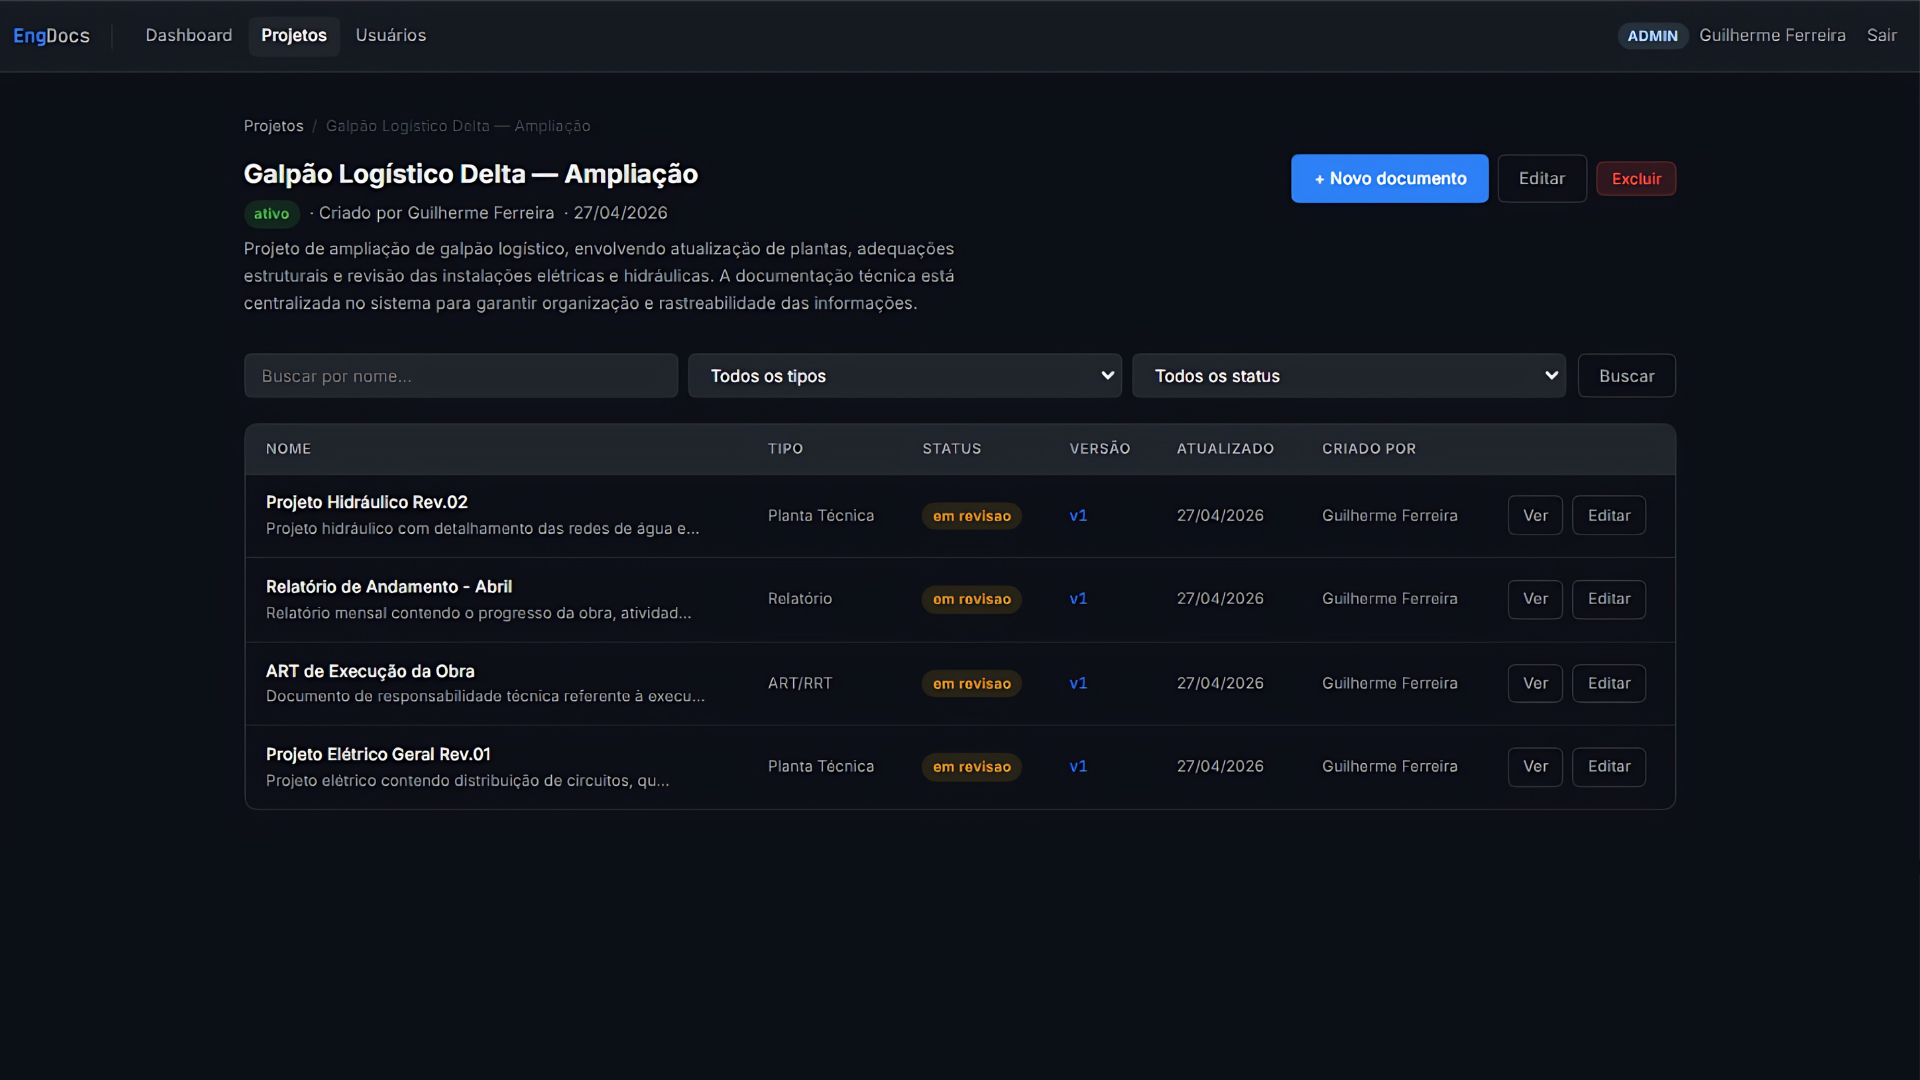 EngDocs Dashboard Projetos Usuários ADMIN Guilherme Ferreira Sair
Projetos / Galpão Logístico Delta — Ampliação
Galpão Logístico Delta — Ampliação
+ Novo documento Editar Excluir
ativo · Criado por Guilherme Ferreira · 27/04/2026
Projeto de ampliação de galpão logístico, envolvendo atualização de plantas, adequações
estruturais e revisão das instalações elétricas e hidráulicas. A documentação técnica está
centralizada no sistema para garantir organização e rastreabilidade das informações.
Buscar por nome... Todos os tipos Todos os status Buscar
NOME TIPO STATUS VERSÃO ATUALIZADO CRIADO POR
Projeto Hidráulico Rev.02
Projeto hidráulico com detalhamento das redes de água e...
Planta Técnica em revisao v1 27/04/2026 Guilherme Ferreira Ver Editar
Relatório de Andamento - Abril
Relatório mensal contendo o progresso da obra, atividad...
Relatório em revisao v1 27/04/2026 Guilherme Ferreira Ver Editar
ART de Execução da Obra
Documento de responsabilidade técnica referente à execu...
ART/RRT em revisao v1 27/04/2026 Guilherme Ferreira Ver Editar
Projeto Elétrico Geral Rev.01
Projeto elétrico contendo distribuição de circuitos, qu...
Planta Técnica em revisao v1 27/04/2026 Guilherme Ferreira Ver Editar